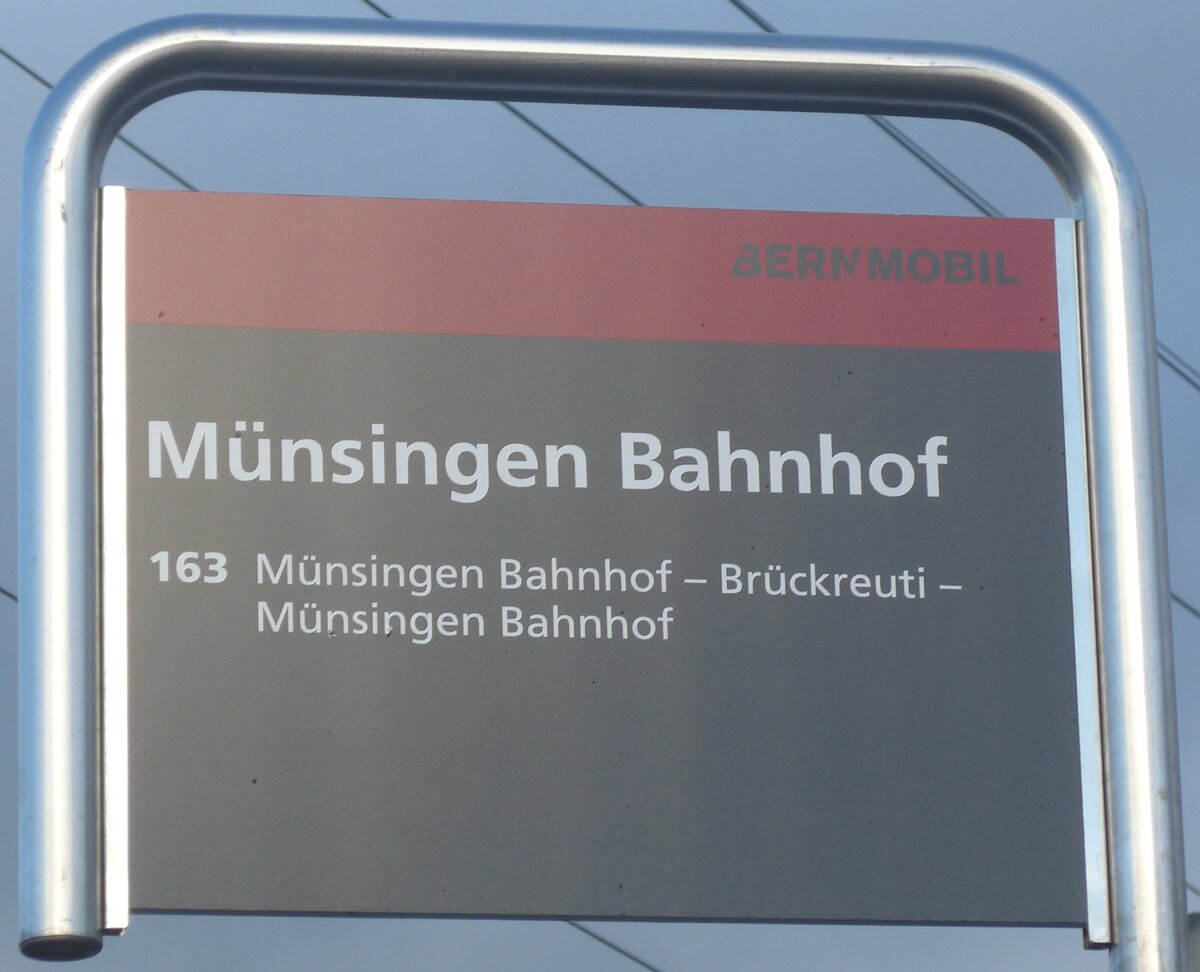 BERNMOBIL
Münsingen Bahnhof
163 Münsingen Bahnhof – Brückreuti –
Münsingen Bahnhof